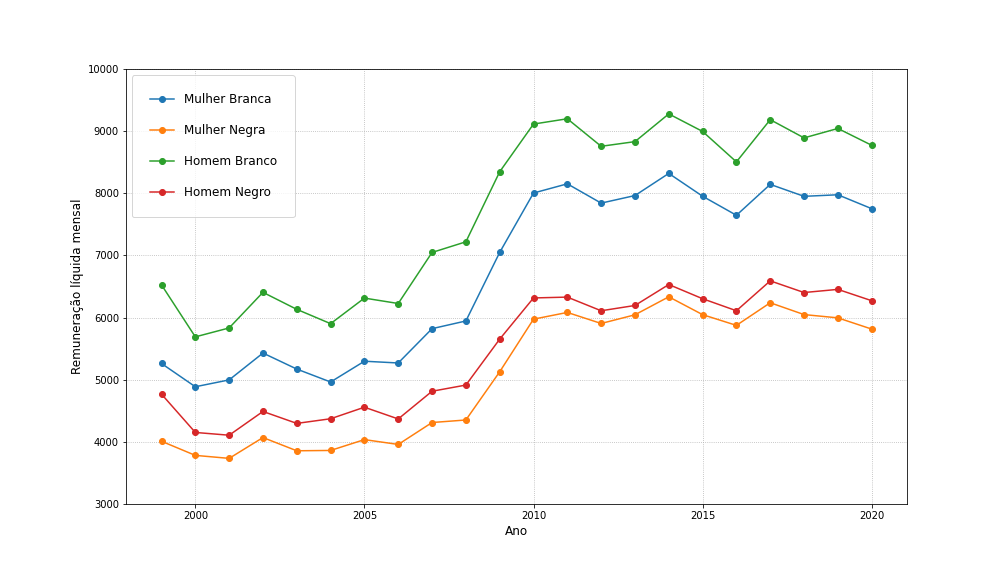 10000
9000
8000
7000
6000
5000
4000
3000
Remuneração líquida mensal
Mulher Branca
Mulher Negra
Homem Branco
Homem Negro
2000 2005 2010 2015 2020
Ano